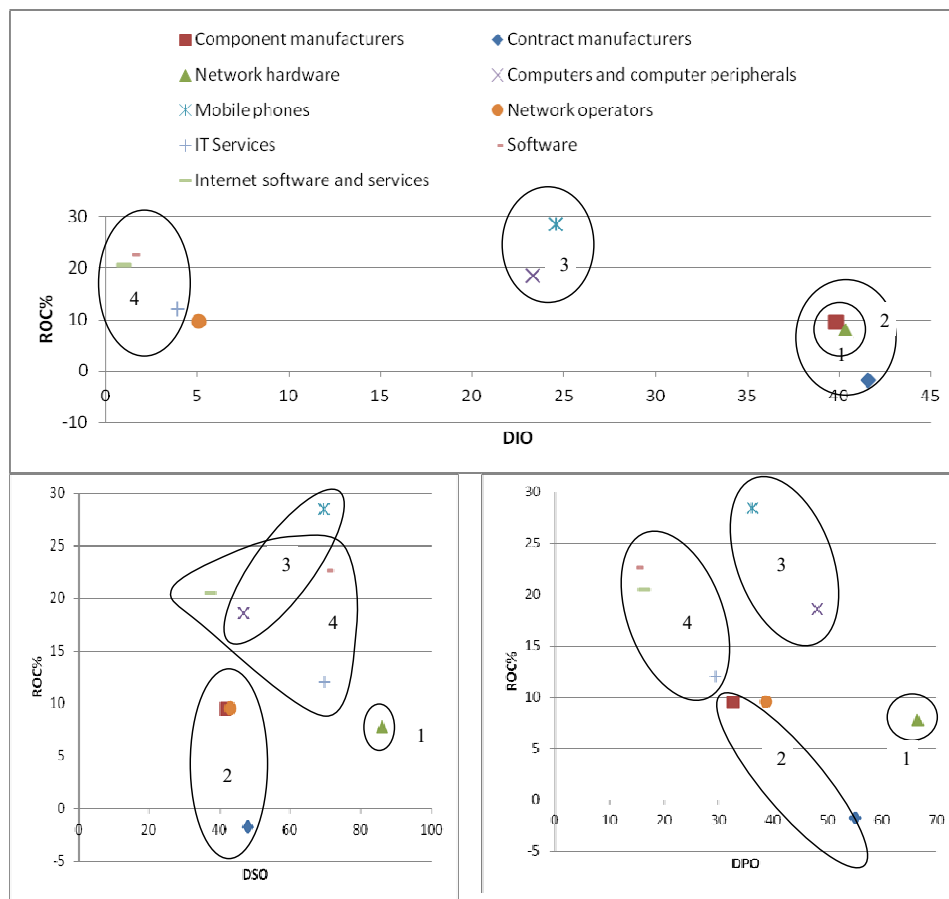 Component manufacturers
Contract manufacturers
Network hardware
Computers and computer peripherals
Mobile phones
Network operators
IT Services
Software
Internet software and services
30
20
10
0
-10
ROC%
0 5 10 15 20 25 30 35 40 45
DIO
4
3
2
1
30
25
20
15
10
5
0
-5
ROC%
0 20 40 60 80 100
DSO
3
4
2
1
30
25
20
15
10
5
0
-5
ROC%
10 20 30 40 50 60 70
DPO
3
4
2
1